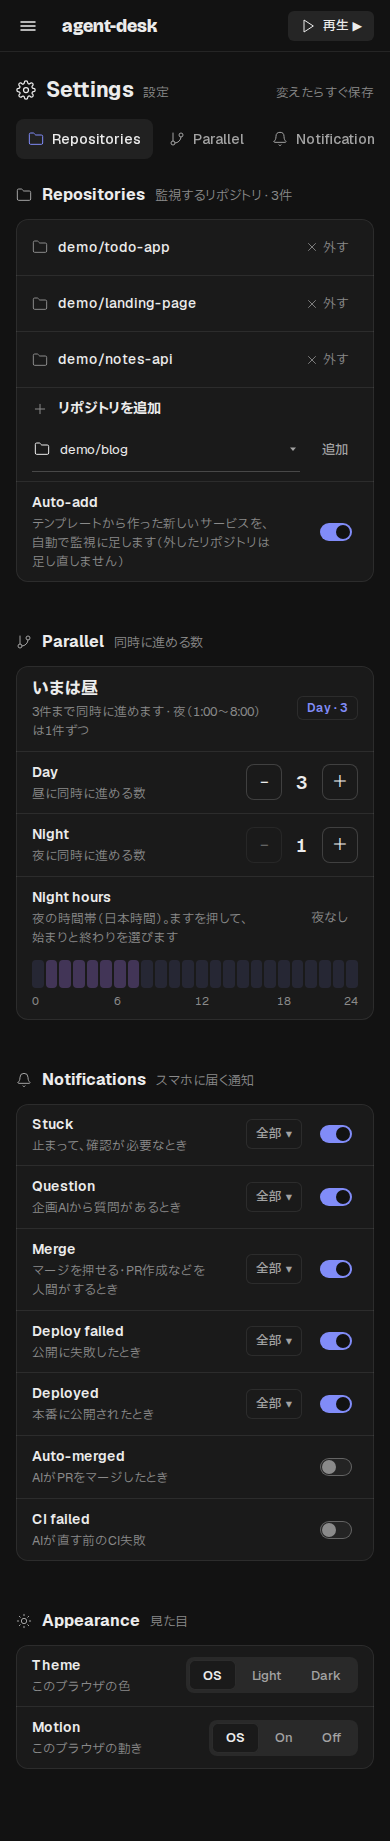 agent-desk
再生 ▶
Settings 設定 変えたらすぐ保存
Repositories Parallel Notification
Repositories 監視するリポジトリ · 3件
demo/todo-app × 外す
demo/landing-page × 外す
demo/notes-api × 外す
+ リポジトリを追加
demo/blog 追加
Auto-add
テンプレートから作った新しいサービスを、
自動で監視に足します（外したリポジトリは
足し直しません）
Parallel 同時に進める数
いまは昼
3件まで同時に進めます · 夜（1:00〜8:00）
は1件ずつ
Day · 3
Day
昼に同時に進める数
− 3 +
Night
夜に同時に進める数
− 1 +
Night hours
夜の時間帯（日本時間）。ますを押して、
始まりと終わりを選びます
夜なし
0 6 12 18 24
Notifications スマホに届く通知
Stuck
止まって、確認が必要なとき
全部 ▾
Question
企画AIから質問があるとき
全部 ▾
Merge
マージを押せる・PR作成などを
人間がするとき
全部 ▾
Deploy failed
公開に失敗したとき
全部 ▾
Deployed
本番に公開されたとき
全部 ▾
Auto-merged
AIがPRをマージしたとき
CI failed
AIが直す前のCI失敗
Appearance 見た目
Theme
このブラウザの色
OS Light Dark
Motion
このブラウザの動き
OS On Off